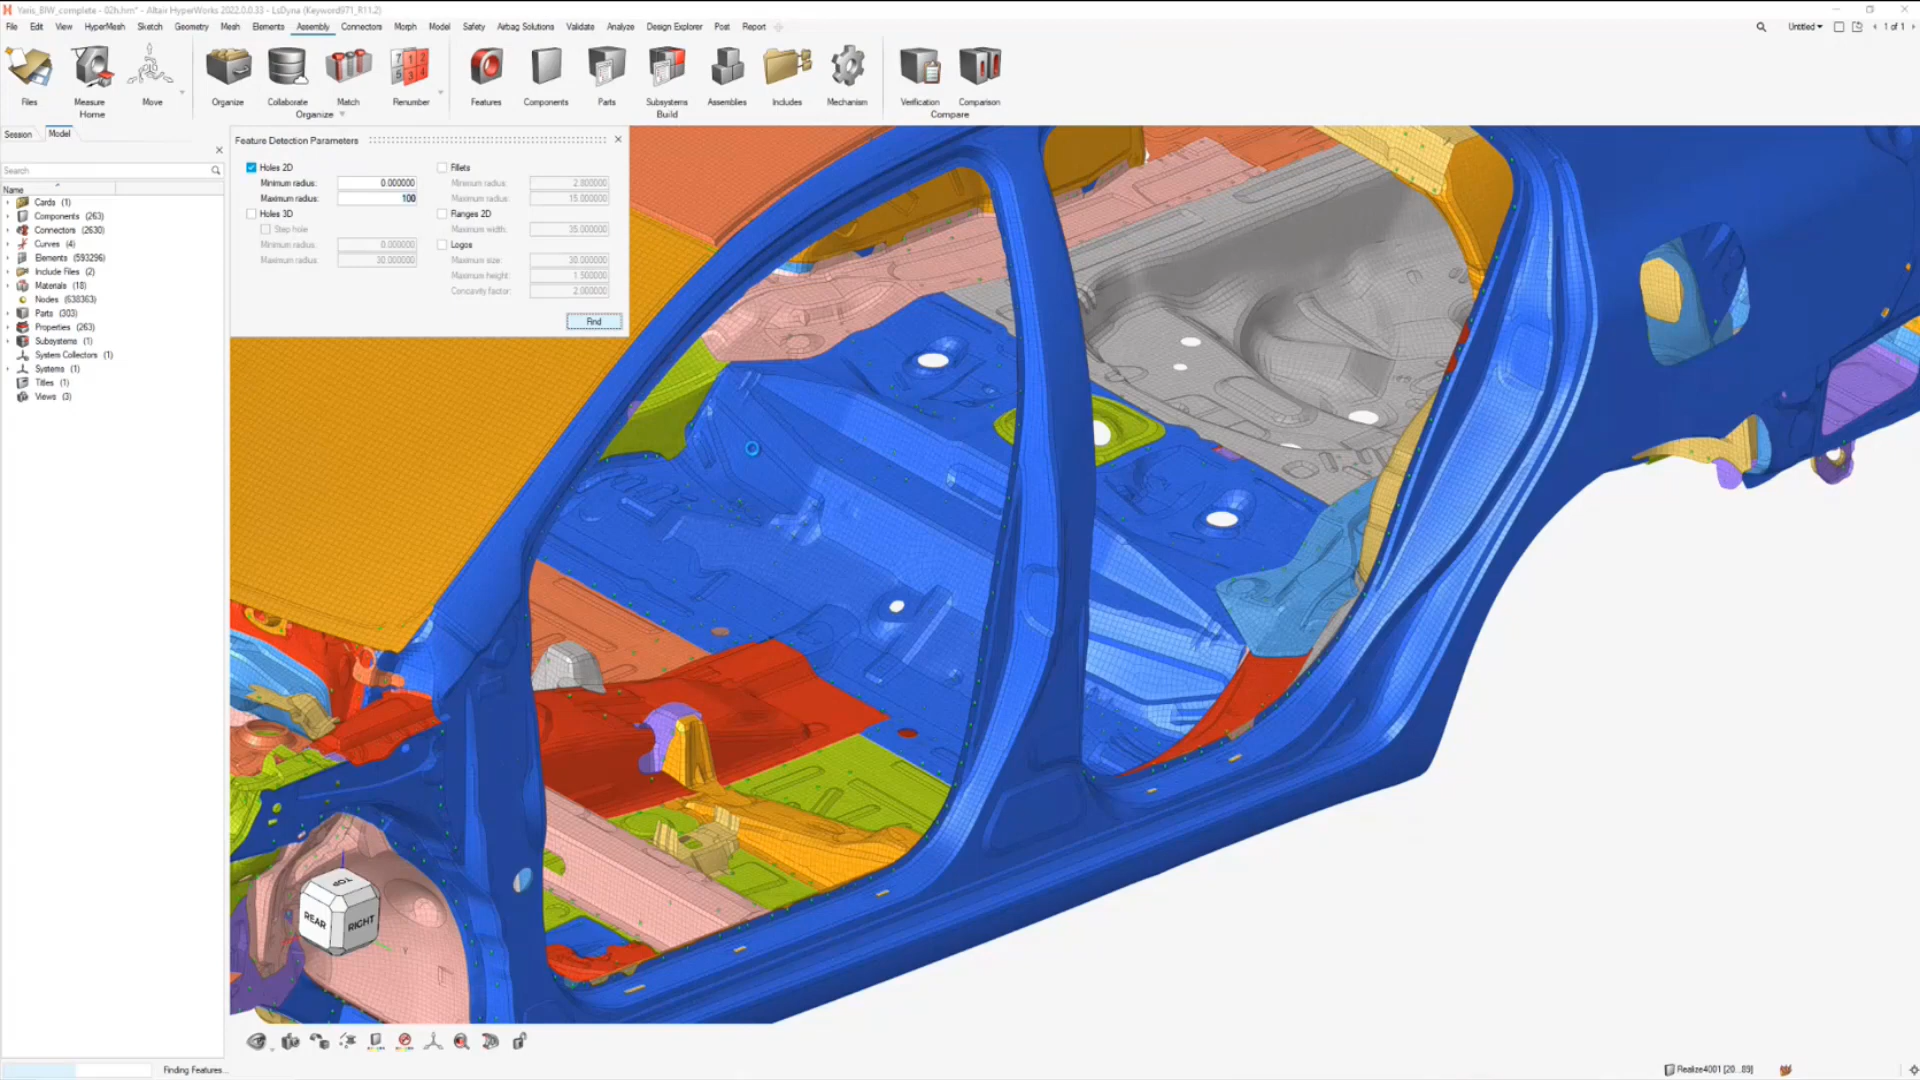 Yaris_BIW_complete - 02h.hm* - Altair HyperWorks 2022.0.0.33 - LsDyna (Keyword971_R11.2)
File Edit View HyperMesh Sketch Geometry Mesh Elements Assembly Connectors Morph Model Safety Airbag Solutions Validate Analyze Design Explorer Post Report
Untitled 1 of 1
Files Measure Move Organize Collaborate Match Renumber Features Components Parts Subsystems Assemblies Includes Mechanism Verification Comparison
Home Organize Build Compare
Session Model
Search
Name
Cards (1)
Components (263)
Connectors (2630)
Curves (4)
Elements (593296)
Include Files (2)
Materials (18)
Nodes (638363)
Parts (303)
Properties (263)
Subsystems (1)
System Collectors (1)
Systems (1)
Titles (1)
Views (3)
Feature Detection Parameters
Holes 2D
Minimum radius: 0.000000
Maximum radius: 100
Holes 3D
Step hole
Minimum radius: 0.000000
Maximum radius: 30.000000
Fillets
Minimum radius: 2.800000
Maximum radius: 15.000000
Flanges 2D
Maximum width: 35.000000
Logos
Maximum size: 30.000000
Maximum height: 1.500000
Concavity factor: 2.000000
Find
TOP
REAR RIGHT
Y
Finding Features...
Realize4001 [20...89]